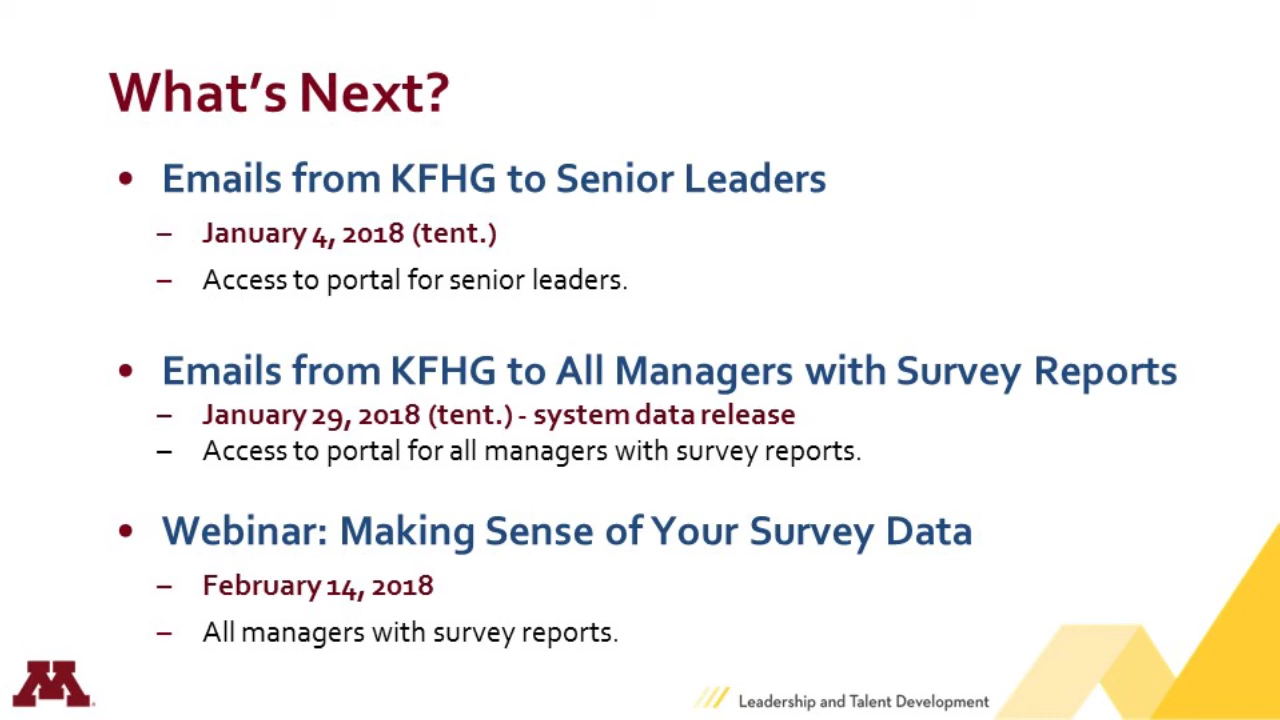 What's Next?
• Emails from KFHG to Senior Leaders
– January 4, 2018 (tent.)
– Access to portal for senior leaders.
• Emails from KFHG to All Managers with Survey Reports
– January 29, 2018 (tent.) - system data release
– Access to portal for all managers with survey reports.
• Webinar: Making Sense of Your Survey Data
– February 14, 2018
– All managers with survey reports.
M
Leadership and Talent Development